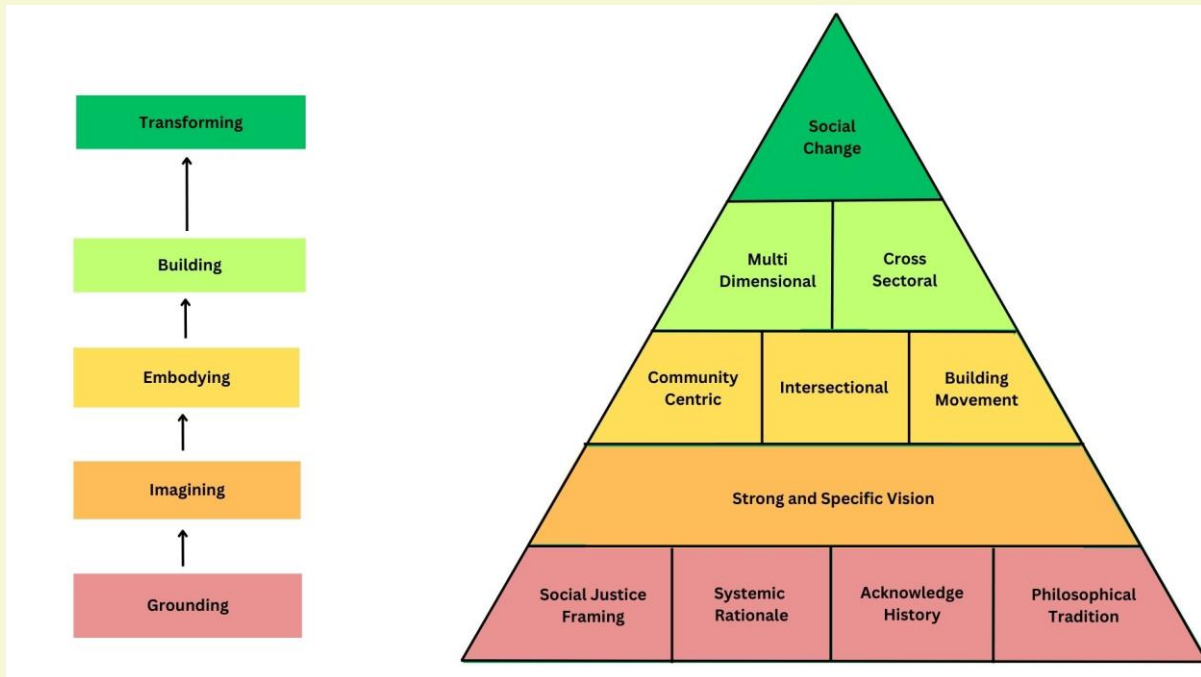 Transforming
Building
Embodying
Imagining
Grounding
Social
Change
Multi
Dimensional
Cross
Sectoral
Community
Centric
Intersectional
Building
Movement
Strong and Specific Vision
Social Justice
Framing
Systemic
Rationale
Acknowledge
History
Philosophical
Tradition